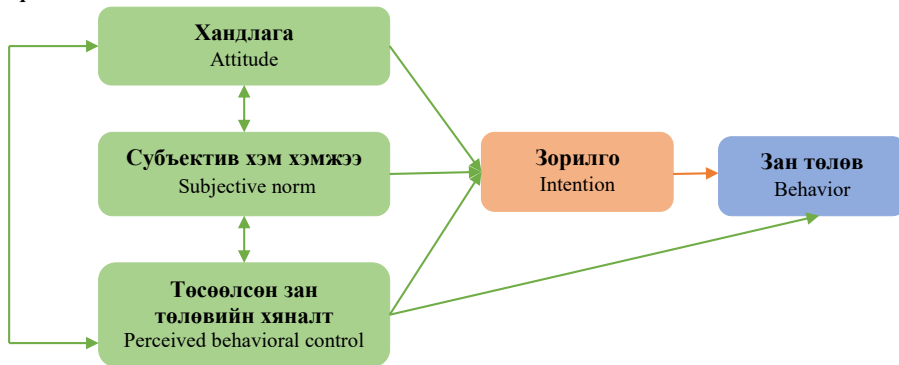 Хандлага
Attitude
Субъектив хэм хэмжээ
Subjective norm
Төсөөлсөн зан
төлөвийн хяналт
Perceived behavioral control
Зорилго
Intention
Зан төлөв
Behavior